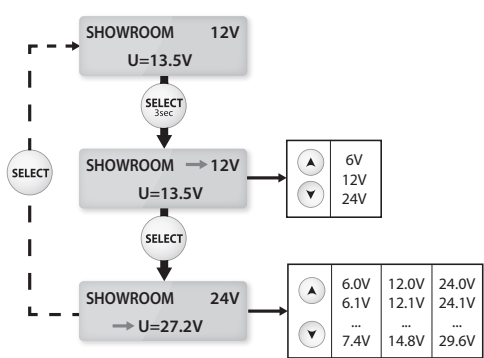 SHOWROOM 12V
U=13.5V
SELECT
3sec
SHOWROOM → 12V
U=13.5V
6V
12V
24V
SELECT
SELECT
SHOWROOM 24V
→ U=27.2V
6.0V 12.0V 24.0V
6.1V 12.1V 24.1V
... ... ...
7.4V 14.8V 29.6V